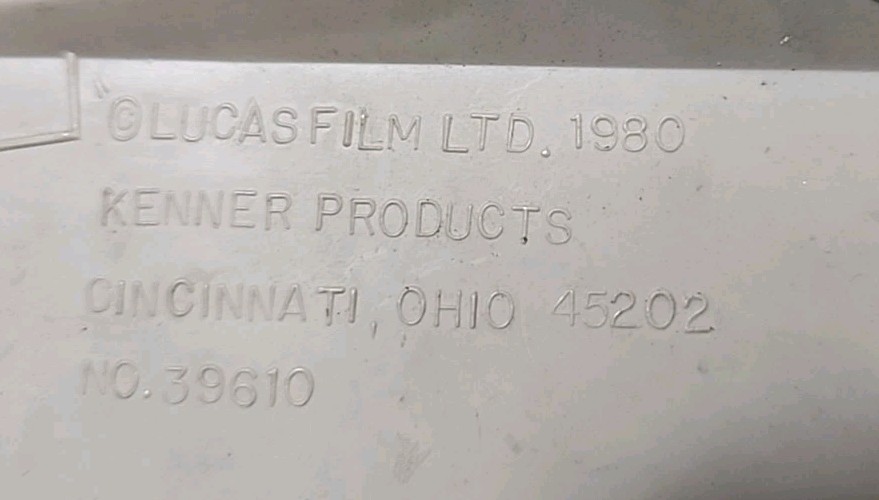 ©LUCASFILM LTD. 1980
KENNER PRODUCTS
CINCINNATI, OHIO 45202
NO. 39610